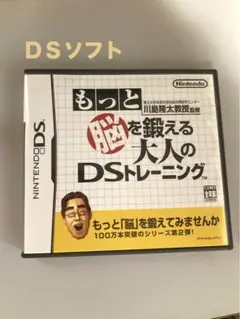 DSソフト
Nintendo
東北大学未来科学技術共同研究センター
川島隆太教授監修
もっと
脳を鍛える
大人の
DSトレーニング
TM
NINTENDO DS
もっと「脳」を鍛えてみませんか
100万本突破のシリーズ第2弾!